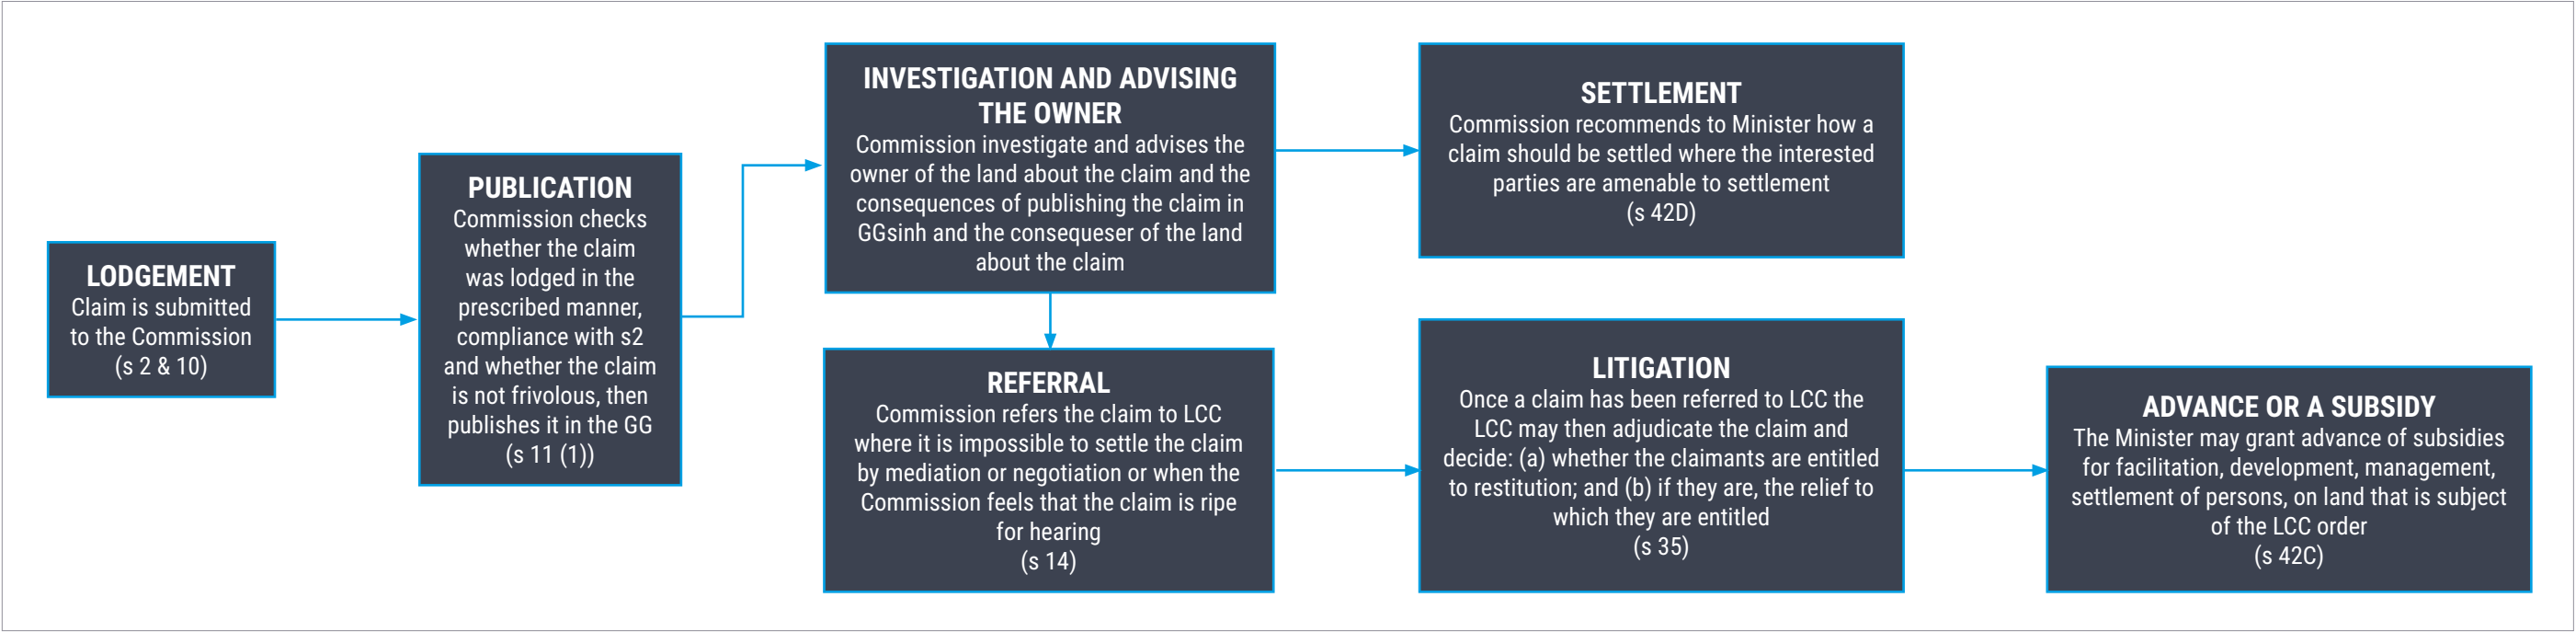 LODGEMENT
Claim is submitted
to the Commission
(s 2 & 10)
PUBLICATION
Commission checks
whether the claim
was lodged in the
prescribed manner,
compliance with s2
and whether the claim
is not frivolous, then
publishes it in the GG
(s 11 (1))
INVESTIGATION AND ADVISING
THE OWNER
Commission investigate and advises the
owner of the land about the claim and the
consequences of publishing the claim in
GGsinh and the consequeser of the land
about the claim
SETTLEMENT
Commission recommends to Minister how a
claim should be settled where the interested
parties are amenable to settlement
(s 42D)
REFERRAL
Commission refers the claim to LCC
where it is impossible to settle the claim
by mediation or negotiation or when the
Commission feels that the claim is ripe
for hearing
(s 14)
LITIGATION
Once a claim has been referred to LCC the
LCC may then adjudicate the claim and
decide: (a) whether the claimants are entitled
to restitution; and (b) if they are, the relief to
which they are entitled
(s 35)
ADVANCE OR A SUBSIDY
The Minister may grant advance of subsidies
for facilitation, development, management,
settlement of persons, on land that is subject
of the LCC order
(s 42C)